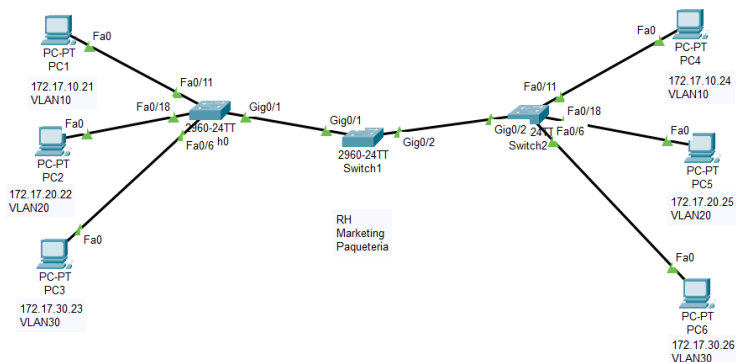 Fa0
PC-PT
PC1
172.17.10.21
VLAN10
Fa0/11
Fa0/18
Gig0/1
2960-24TT
h0
Fa0/6
Fa0
PC-PT
PC2
172.17.20.22
VLAN20
Fa0
PC-PT
PC3
172.17.30.23
VLAN30
Gig0/1
Gig0/2
2960-24TT
Switch1
RH
Marketing
Paqueteria
Fa0/11
Fa0/18
Gig0/2
24TT
Fa0/6
Switch2
Fa0
PC-PT
PC4
172.17.10.24
VLAN10
Fa0
PC-PT
PC5
172.17.20.25
VLAN20
Fa0
PC-PT
PC6
172.17.30.26
VLAN30